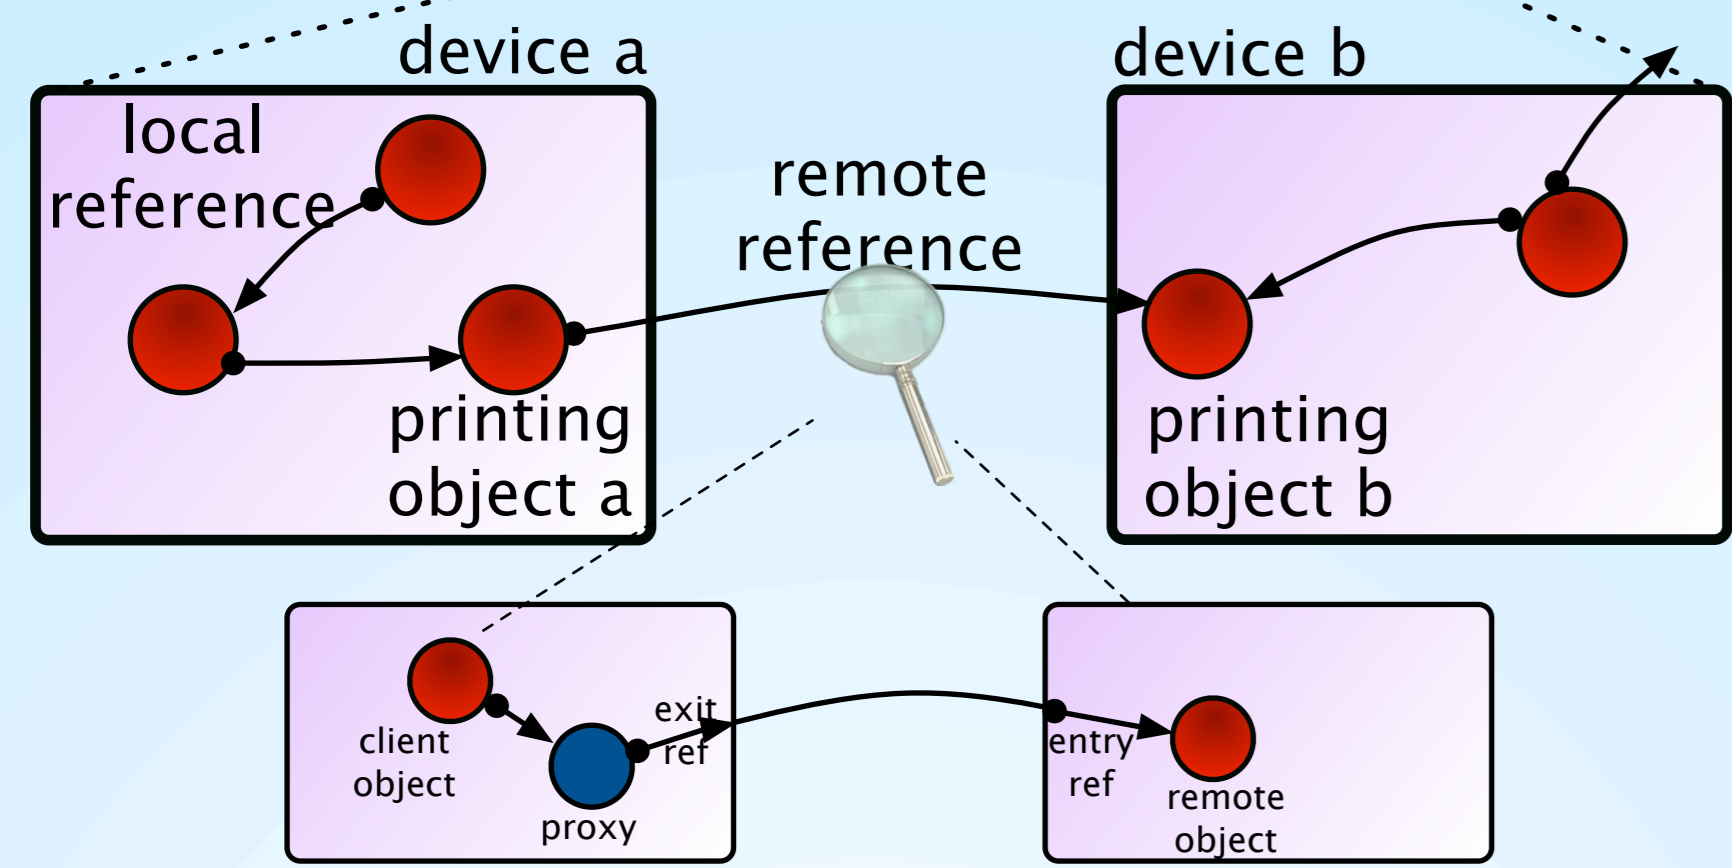 device a
device b
local
reference
remote
reference
printing
object a
printing
object b
client
object
proxy
exit
ref
entry
ref
remote
object